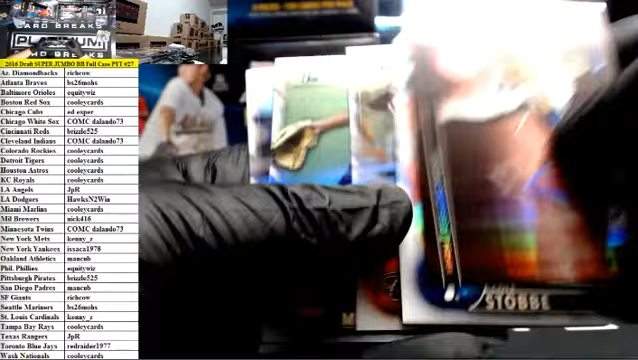 CARD BREAKS
PLATINUM
CARD BREAKS
2016 Draft SUPER JUMBO BB Full Case PYT #27
Az. Diamondbacks richcow
Atlanta Braves bs26mohs
Baltimore Orioles equitywiz
Boston Red Sox cooleycards
Chicago Cubs ed exper
Chicago White Sox COMC dalando73
Cincinnati Reds brizzle525
Cleveland Indians COMC dalando73
Colorado Rockies cooleycards
Detroit Tigers cooleycards
Houston Astros cooleycards
KC Royals cooleycards
LA Angels JpR
LA Dodgers HawksN2Win
Miami Marlins cooleycards
Mil Brewers nick416
Minnesota Twins COMC dalando73
New York Mets kenny_z
New York Yankees issaca1978
Oakland Athletics mancub
Phil. Phillies equitywiz
Pittsburgh Pirates brizzle525
San Diego Padres mancub
SF Giants richcow
Seattle Mariners bs26mohs
St. Louis Cardinals kenny_z
Tampa Bay Rays cooleycards
Texas Rangers JpR
Toronto Blue Jays redraider1977
Wash Nationals cooleycards
STOBBE